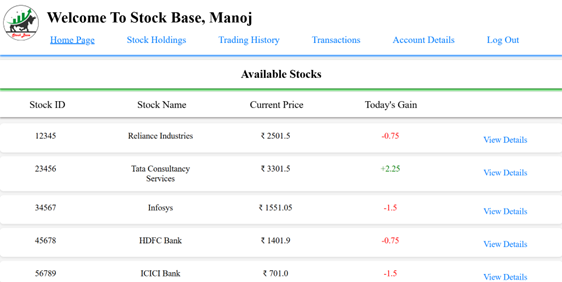 Welcome To Stock Base, Manoj
Home Page Stock Holdings Trading History Transactions Account Details Log Out
Available Stocks
Stock ID Stock Name Current Price Today's Gain
12345 Reliance Industries ₹ 2501.5 -0.75 View Details
23456 Tata Consultancy Services ₹ 3301.5 +2.25 View Details
34567 Infosys ₹ 1551.05 -1.5 View Details
45678 HDFC Bank ₹ 1401.9 -0.75 View Details
56789 ICICI Bank ₹ 701.0 -1.5 View Details